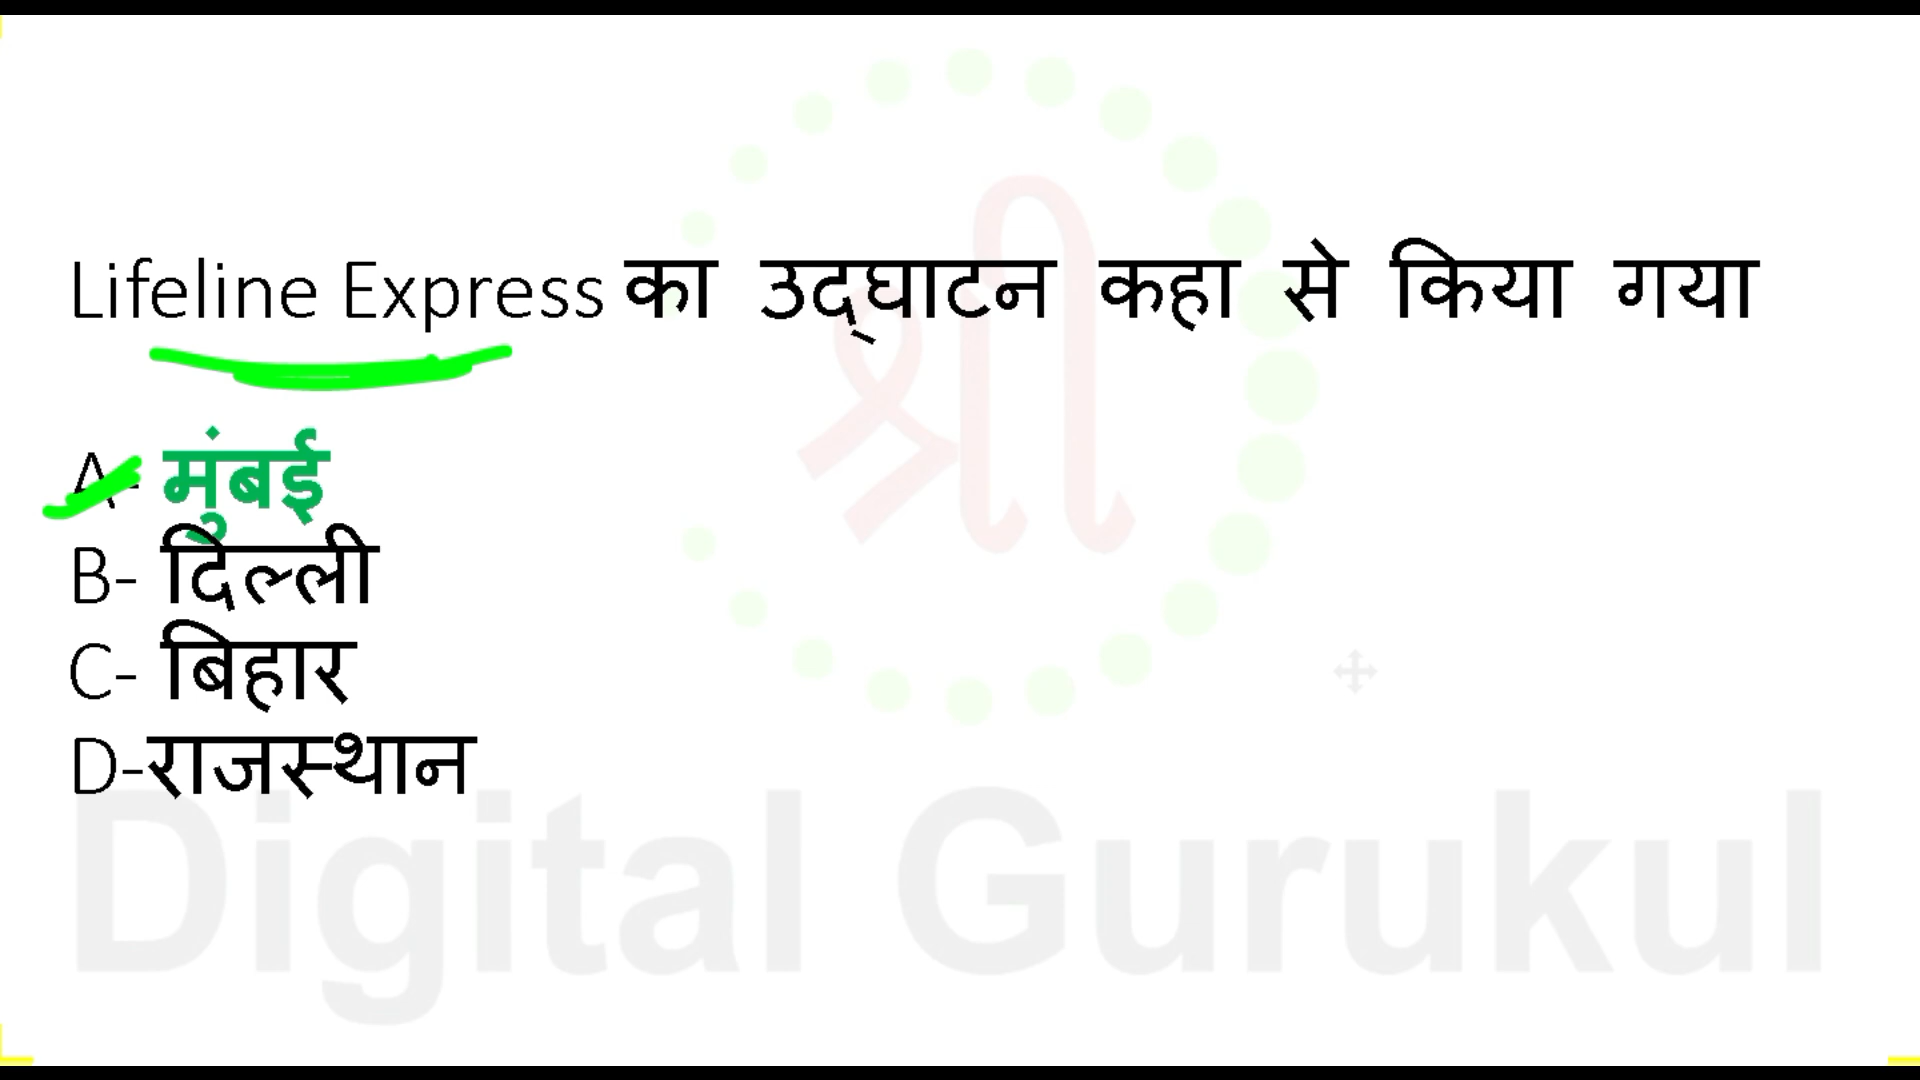 Lifeline Express का उद्घाटन कहा से किया गया
A- मुंबई
B- दिल्ली
C- बिहार
D-राजस्थान
श्री
Digital Gurukul